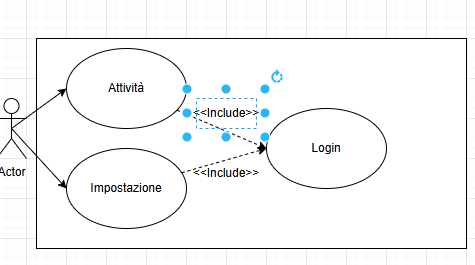 Attività
<<Include>>
Login
Actor
Impostazione
<<Include>>